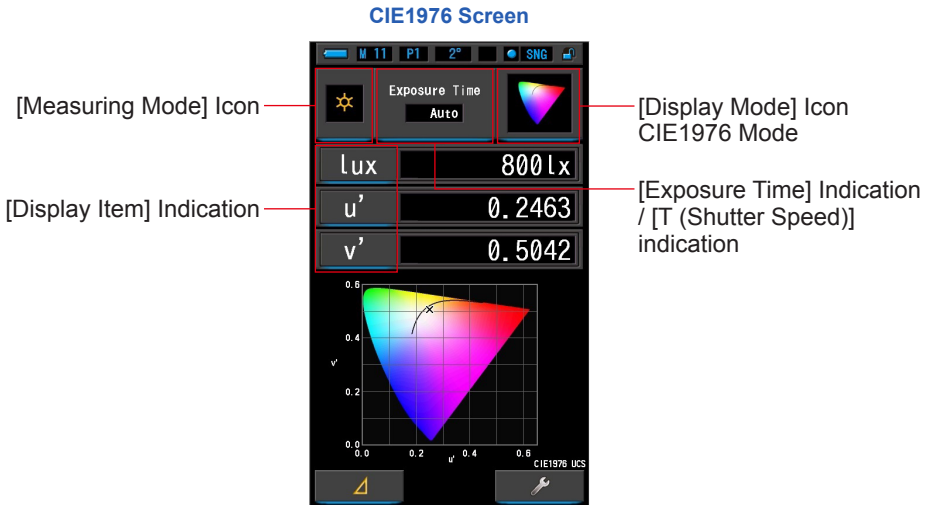 CIE1976 Screen
M 11 P1 2° SNG
[Measuring Mode] Icon
Exposure Time
Auto
[Display Mode] Icon
CIE1976 Mode
lux 800lx
[Display Item] Indication
u' 0.2463
v' 0.5042
[Exposure Time] Indication
/ [T (Shutter Speed)]
indication
0.6
0.4
v'
0.2
0.0
0.0 0.2 u' 0.4 0.6
CIE1976 UCS